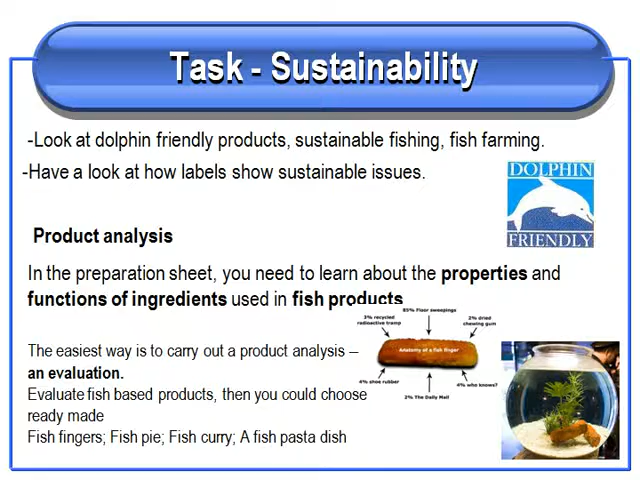 Task - Sustainability
-Look at dolphin friendly products, sustainable fishing, fish farming.
-Have a look at how labels show sustainable issues.
DOLPHIN
FRIENDLY
Product analysis
In the preparation sheet, you need to learn about the properties and
functions of ingredients used in fish products
85% Floor sweepings
3% recycled
radioactive tramp
2% dried
chewing gum
Anatomy of a fish finger
4% shoe rubber
2% The Daily Mail
4% who knows?
The easiest way is to carry out a product analysis –
an evaluation.
Evaluate fish based products, then you could choose
ready made
Fish fingers; Fish pie; Fish curry; A fish pasta dish